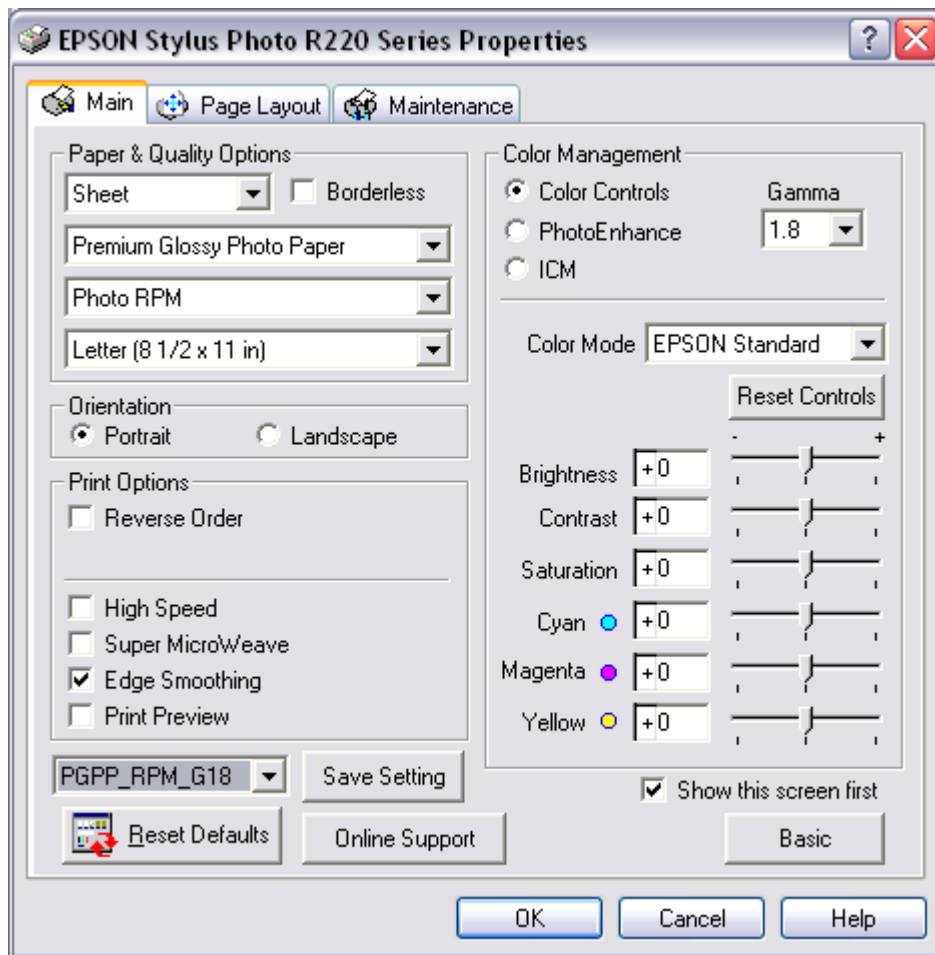 EPSON Stylus Photo R220 Series Properties
Main
Page Layout
Maintenance
Paper & Quality Options
Sheet
Borderless
Premium Glossy Photo Paper
Photo RPM
Letter (8 1/2 x 11 in)
Orientation
Portrait
Landscape
Print Options
Reverse Order
High Speed
Super MicroWeave
Edge Smoothing
Print Preview
PGPP_RPM_G18
Save Setting
Reset Defaults
Online Support
Color Management
Color Controls
PhotoEnhance
ICM
Gamma
1.8
Color Mode
EPSON Standard
Reset Controls
- +
Brightness +0
Contrast +0
Saturation +0
Cyan +0
Magenta +0
Yellow +0
Show this screen first
Basic
OK
Cancel
Help